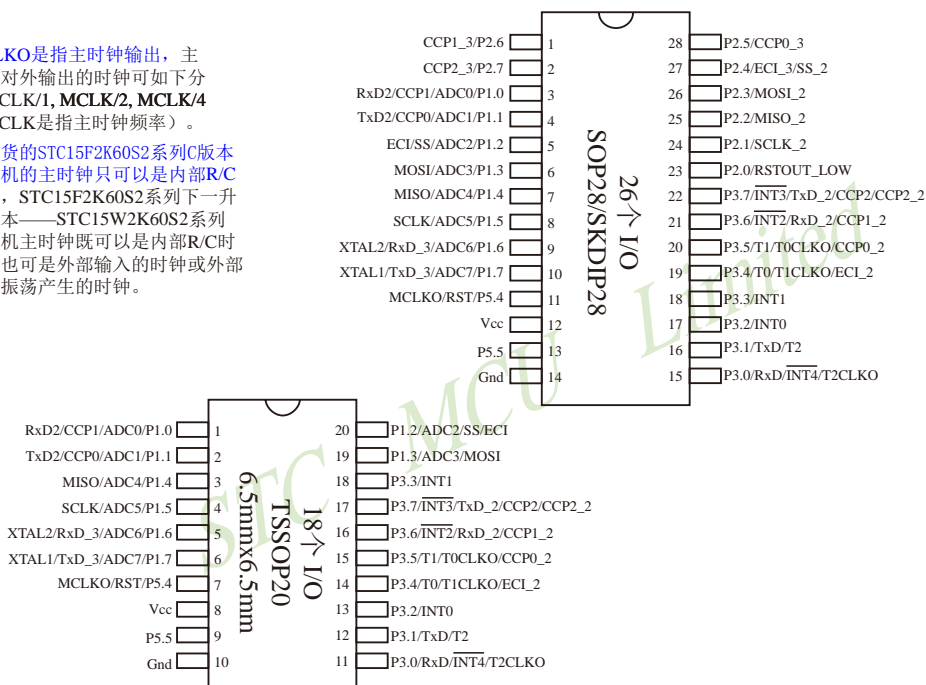 LKO是指主时钟输出，主
对外输出的时钟可如下分
CLK/1, MCLK/2, MCLK/4
CLK是指主时钟频率）。
货的STC15F2K60S2系列C版本
机的主时钟只可以是内部R/C
，STC15F2K60S2系列下一升
本——STC15W2K60S2系列
机主时钟既可以是内部R/C时
也可是外部输入的时钟或外部
振荡产生的时钟。
CCP1_3/P2.6 1 28 P2.5/CCP0_3
CCP2_3/P2.7 2 27 P2.4/ECI_3/SS_2
RxD2/CCP1/ADC0/P1.0 3 26 P2.3/MOSI_2
TxD2/CCP0/ADC1/P1.1 4 25 P2.2/MISO_2
ECI/SS/ADC2/P1.2 5 24 P2.1/SCLK_2
MOSI/ADC3/P1.3 6 23 P2.0/RSTOUT_LOW
MISO/ADC4/P1.4 7 22 P3.7/INT3/TxD_2/CCP2/CCP2_2
SCLK/ADC5/P1.5 8 21 P3.6/INT2/RxD_2/CCP1_2
XTAL2/RxD_3/ADC6/P1.6 9 20 P3.5/T1/T0CLKO/CCP0_2
XTAL1/TxD_3/ADC7/P1.7 10 19 P3.4/T0/T1CLKO/ECI_2
MCLKO/RST/P5.4 11 18 P3.3/INT1
Vcc 12 17 P3.2/INT0
P5.5 13 16 P3.1/TxD/T2
Gnd 14 15 P3.0/RxD/INT4/T2CLKO
26个 I/O
SOP28/SKDIP28
RxD2/CCP1/ADC0/P1.0 1 20 P1.2/ADC2/SS/ECI
TxD2/CCP0/ADC1/P1.1 2 19 P1.3/ADC3/MOSI
MISO/ADC4/P1.4 3 18 P3.3/INT1
SCLK/ADC5/P1.5 4 17 P3.7/INT3/TxD_2/CCP2/CCP2_2
XTAL2/RxD_3/ADC6/P1.6 5 16 P3.6/INT2/RxD_2/CCP1_2
XTAL1/TxD_3/ADC7/P1.7 6 15 P3.5/T1/T0CLKO/CCP0_2
MCLKO/RST/P5.4 7 14 P3.4/T0/T1CLKO/ECI_2
Vcc 8 13 P3.2/INT0
P5.5 9 12 P3.1/TxD/T2
Gnd 10 11 P3.0/RxD/INT4/T2CLKO
18个 I/O
TSSOP20
6.5mmx6.5mm
STC MCU Limited